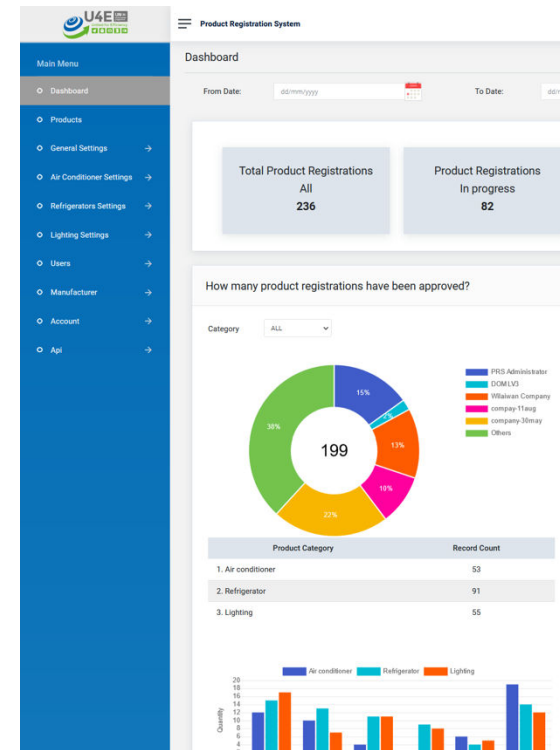 U4E
Product Registration System
Main Menu
Dashboard
From Date:
dd/mm/yyyy
To Date:
Dashboard
Products
General Settings
Air Conditioner Settings
Refrigerators Settings
Lighting Settings
Users
Manufacturer
Account
Api
Total Product Registrations
All
236
Product Registrations
In progress
82
How many product registrations have been approved?
Category
ALL
15%
2%
13%
10%
22%
38%
199
PRS Administrator
DOM LV3
Wilaiwan Company
compay-11aug
company-30may
Others
Product Category Record Count
1. Air conditioner 53
2. Refrigerator 91
3. Lighting 55
Air conditioner Refrigerator Lighting
Quantity
20
18
16
14
12
10
8
6
4